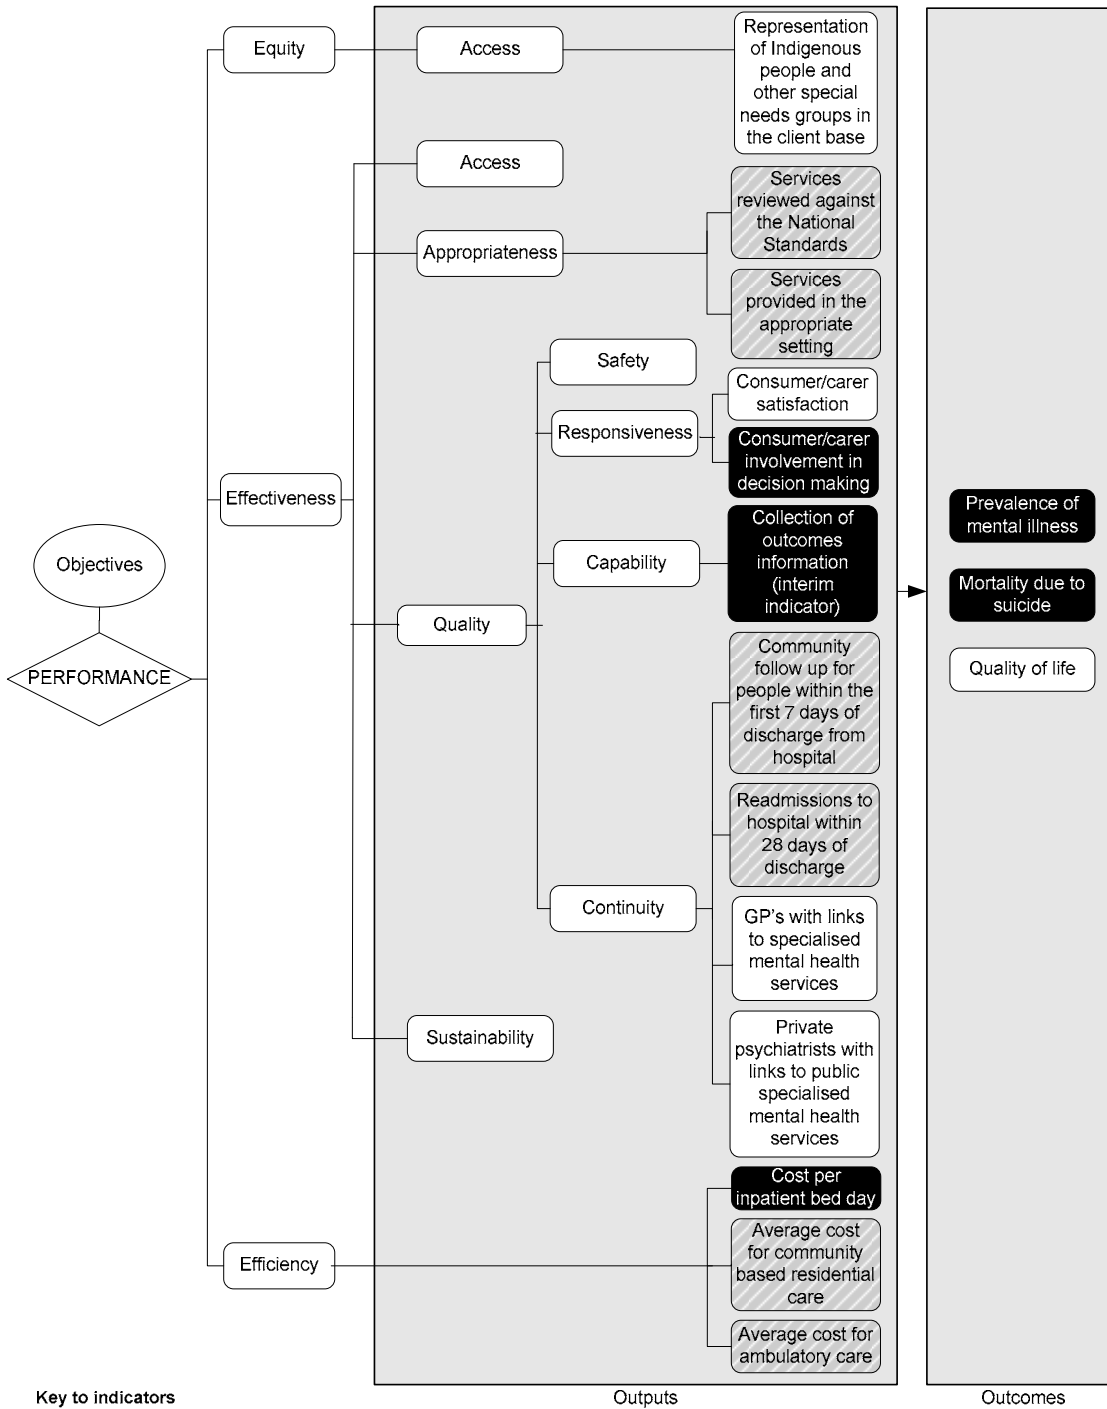 Objectives
PERFORMANCE
Equity
Access
Representation
of Indigenous
people and
other special
needs groups in
the client base
Effectiveness
Access
Appropriateness
Services
reviewed against
the National
Standards
Services
provided in the
appropriate
setting
Quality
Safety
Responsiveness
Consumer/carer
satisfaction
Consumer/carer
involvement in
decision making
Capability
Collection of
outcomes
information
(interim
indicator)
Continuity
Community
follow up for
people within the
first 7 days of
discharge from
hospital
Readmissions to
hospital within
28 days of
discharge
GP's with links
to specialised
mental health
services
Private
psychiatrists with
links to public
specialised
mental health
services
Sustainability
Efficiency
Cost per
inpatient bed day
Average cost
for community
based residential
care
Average cost for
ambulatory care
Prevalence of
mental illness
Mortality due to
suicide
Quality of life
Key to indicators
Outputs
Outcomes